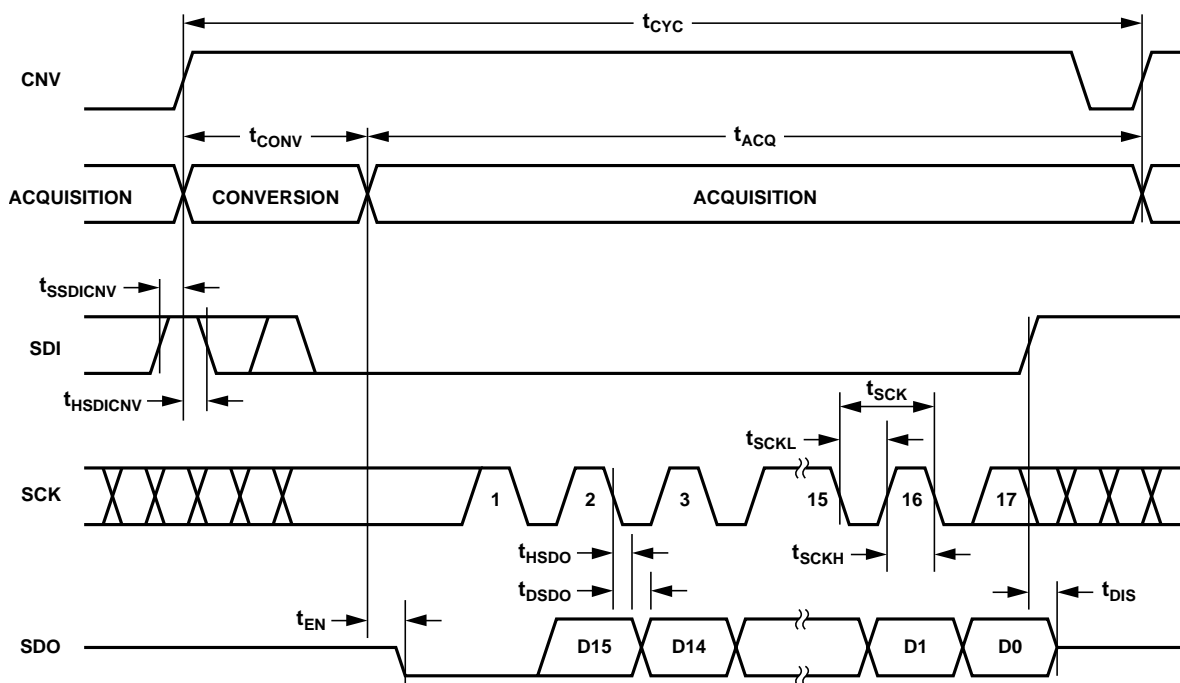 tCYC
CNV
tCONV
tACQ
ACQUISITION
CONVERSION
ACQUISITION
tSSDICNV
SDI
tHSDICNV
tSCK
tSCKL
SCK
1
2
3
15
16
17
tHSDO
tSCKH
tDSDO
tDIS
tEN
SDO
D15
D14
D1
D0